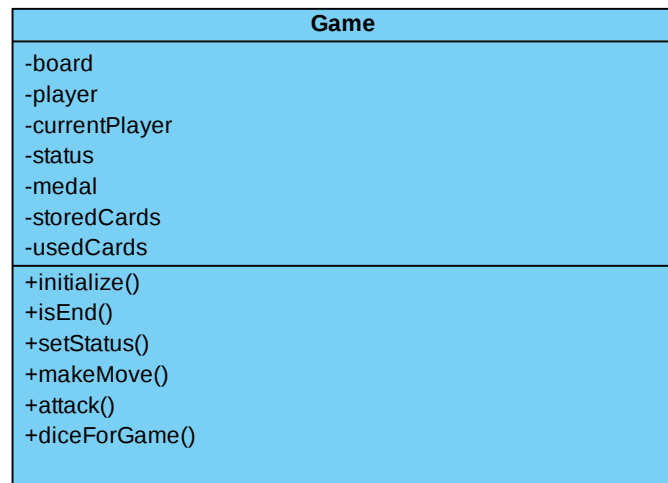 Game
-board
-player
-currentPlayer
-status
-medal
-storedCards
-usedCards
+initialize()
+isEnd()
+setStatus()
+makeMove()
+attack()
+diceForGame()